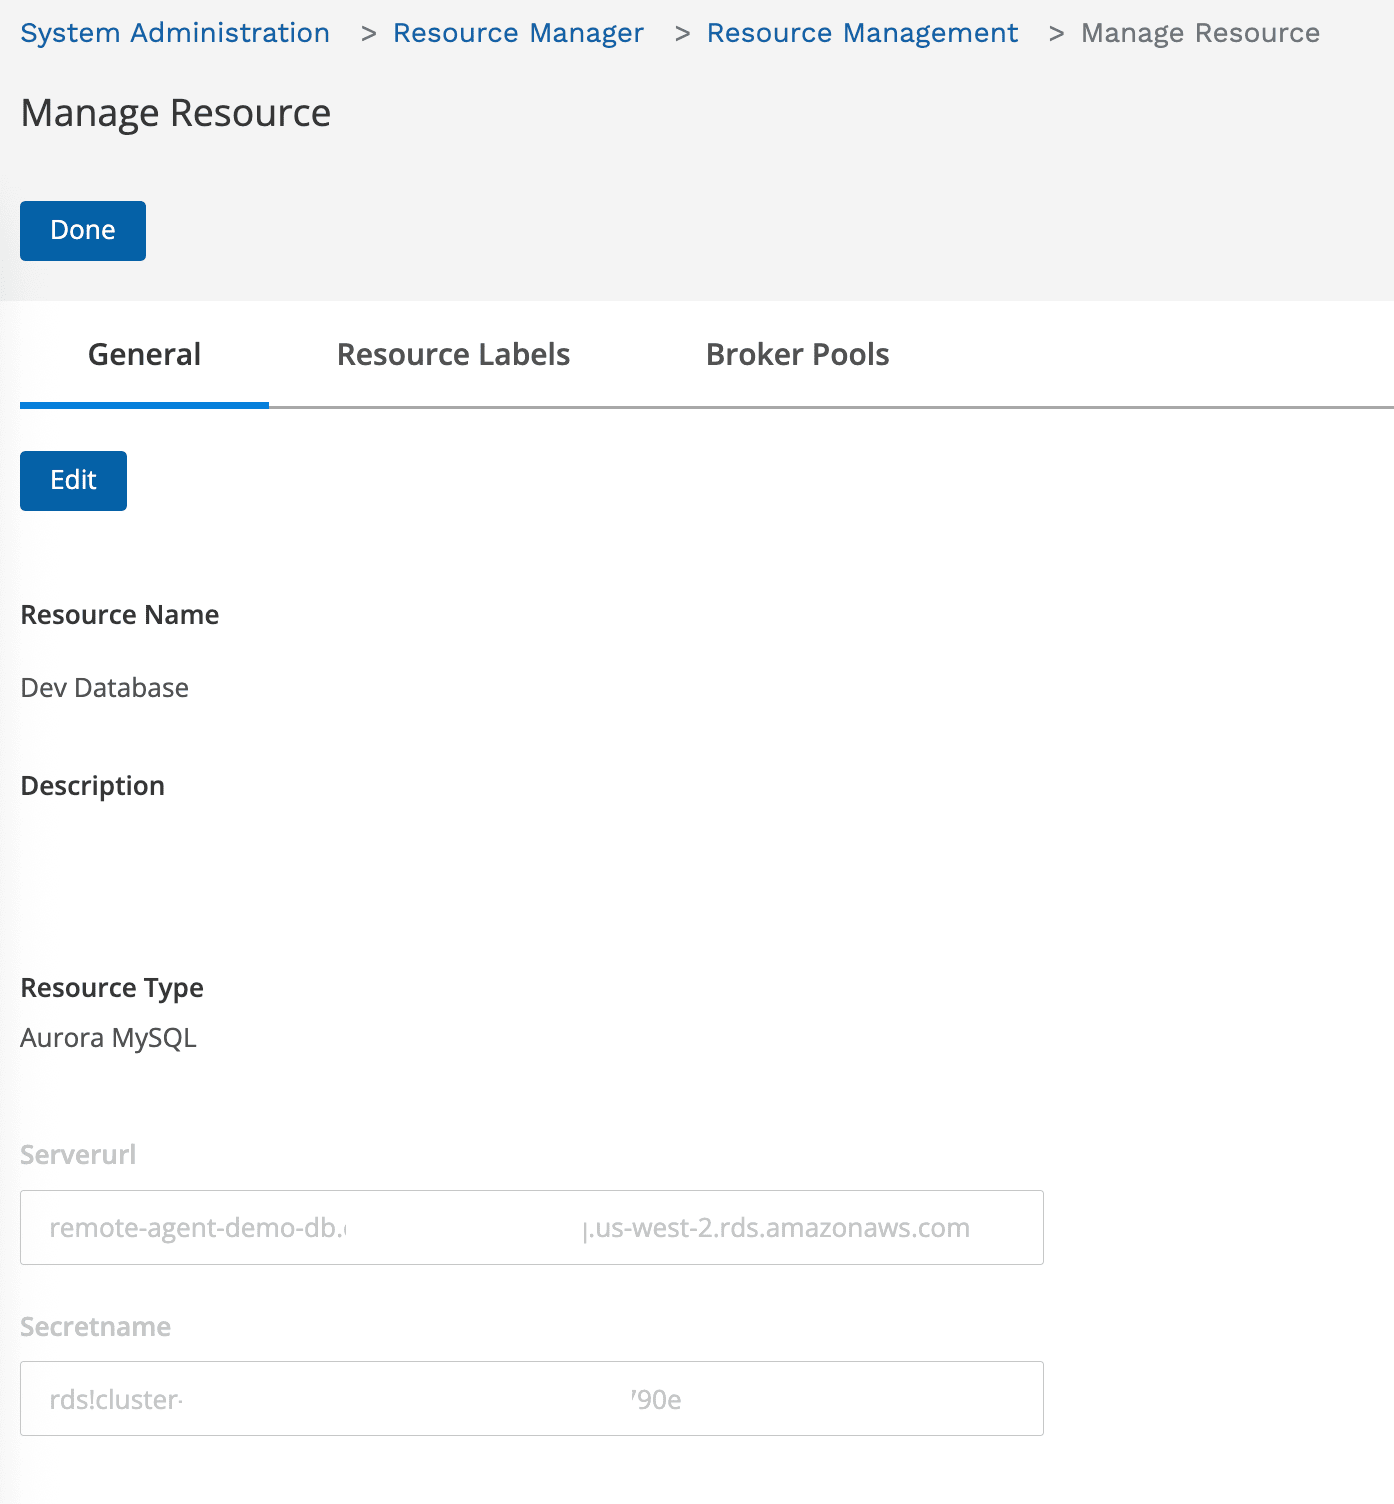 System Administration > Resource Manager > Resource Management > Manage Resource
Manage Resource
Done
General Resource Labels Broker Pools
Edit
Resource Name
Dev Database
Description
Resource Type
Aurora MySQL
Serverurl
remote-agent-demo-db. .us-west-2.rds.amazonaws.com
Secretname
rds!cluster- 90e